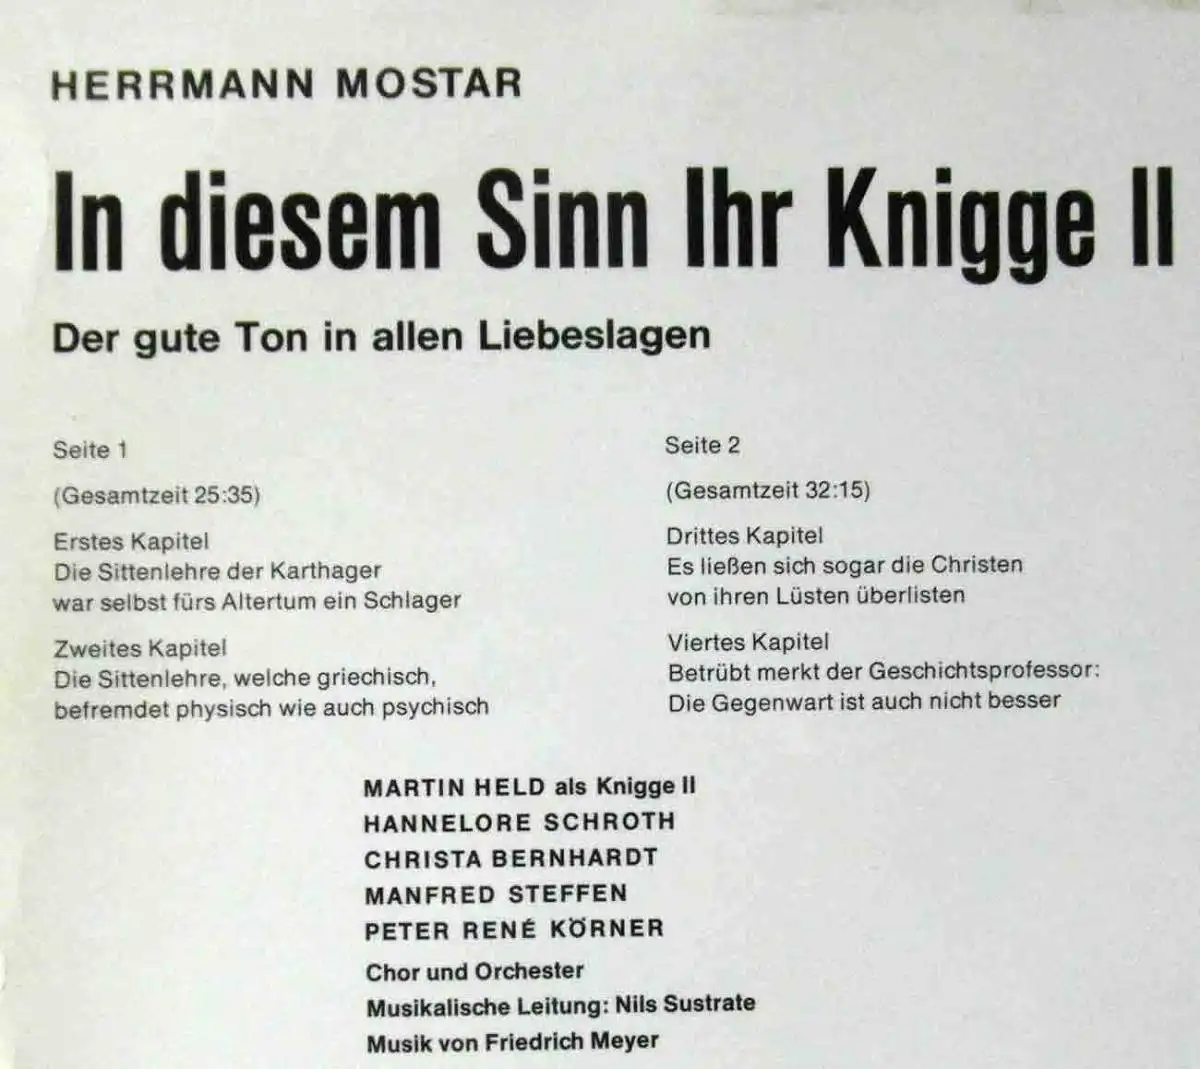 HERRMANN MOSTAR
In diesem Sinn Ihr Knigge II
Der gute Ton in allen Liebeslagen
Seite 1
(Gesamtzeit 25:35)
Erstes Kapitel
Die Sittenlehre der Karthager
war selbst fürs Altertum ein Schlager
Zweites Kapitel
Die Sittenlehre, welche griechisch,
befremdet physisch wie auch psychisch
Seite 2
(Gesamtzeit 32:15)
Drittes Kapitel
Es ließen sich sogar die Christen
von ihren Lüsten überlisten
Viertes Kapitel
Betrübt merkt der Geschichtsprofessor:
Die Gegenwart ist auch nicht besser
MARTIN HELD als Knigge II
HANNELORE SCHROTH
CHRISTA BERNHARDT
MANFRED STEFFEN
PETER RENÉ KÖRNER
Chor und Orchester
Musikalische Leitung: Nils Sustrate
Musik von Friedrich Meyer